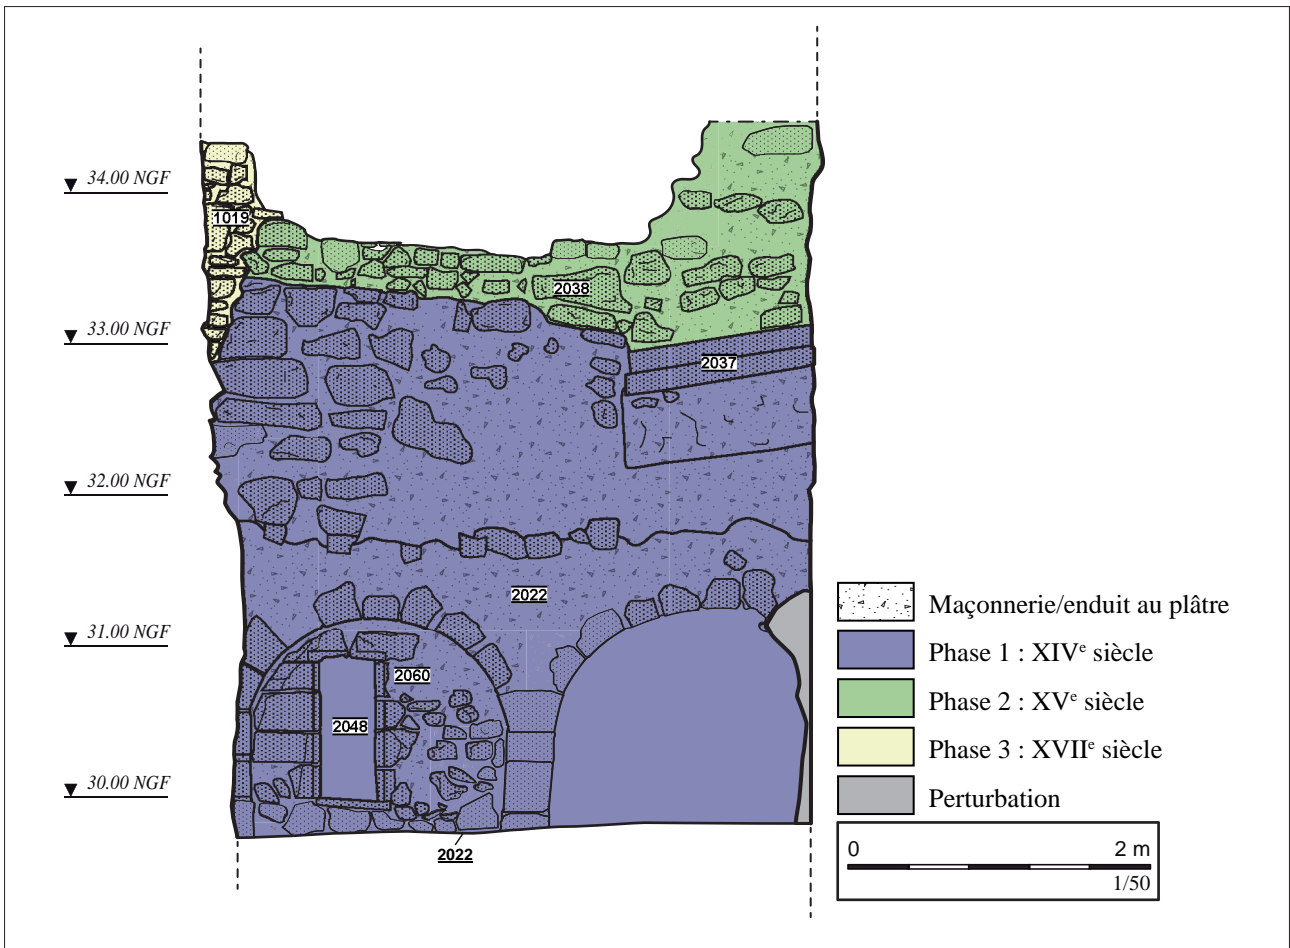 34.00 NGF
1019
2038
33.00 NGF
2037
32.00 NGF
2022
31.00 NGF
2060
2048
30.00 NGF
2022
Maçonnerie/enduit au plâtre
Phase 1 : XIVᵉ siècle
Phase 2 : XVᵉ siècle
Phase 3 : XVIIᵉ siècle
Perturbation
0 2 m
1/50